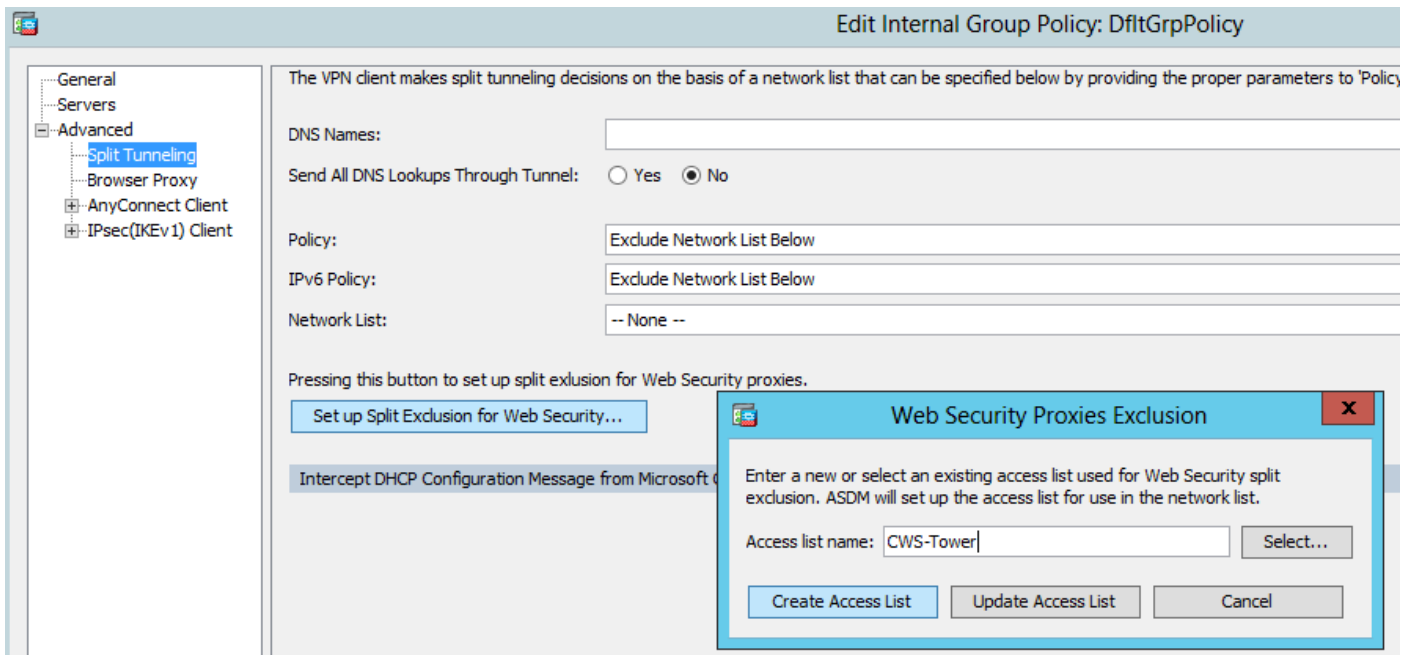 Edit Internal Group Policy: DfltGrpPolicy
General
Servers
Advanced
Split Tunneling
Browser Proxy
AnyConnect Client
IPsec(IKEv1) Client
The VPN client makes split tunneling decisions on the basis of a network list that can be specified below by providing the proper parameters to 'Policy
DNS Names:
Send All DNS Lookups Through Tunnel: Yes No
Policy: Exclude Network List Below
IPv6 Policy: Exclude Network List Below
Network List: -- None --
Pressing this button to set up split exlusion for Web Security proxies.
Set up Split Exclusion for Web Security...
Intercept DHCP Configuration Message from Microsoft
Web Security Proxies Exclusion
x
Enter a new or select an existing access list used for Web Security split
exclusion. ASDM will set up the access list for use in the network list.
Access list name: CWS-Tower Select...
Create Access List Update Access List Cancel